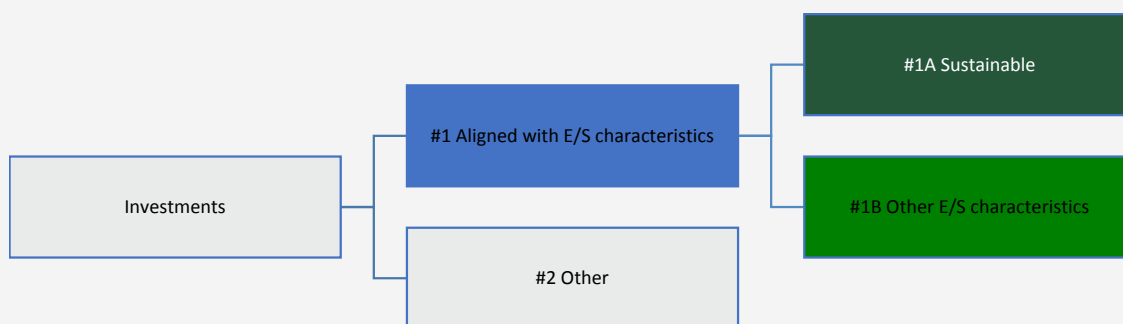 #1A Sustainable
#1 Aligned with E/S characteristics
Investments
#1B Other E/S characteristics
#2 Other